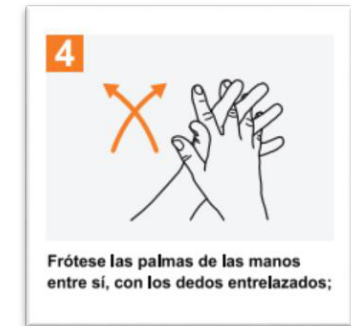 4
Frótese las palmas de las manos
entre sí, con los dedos entrelazados;